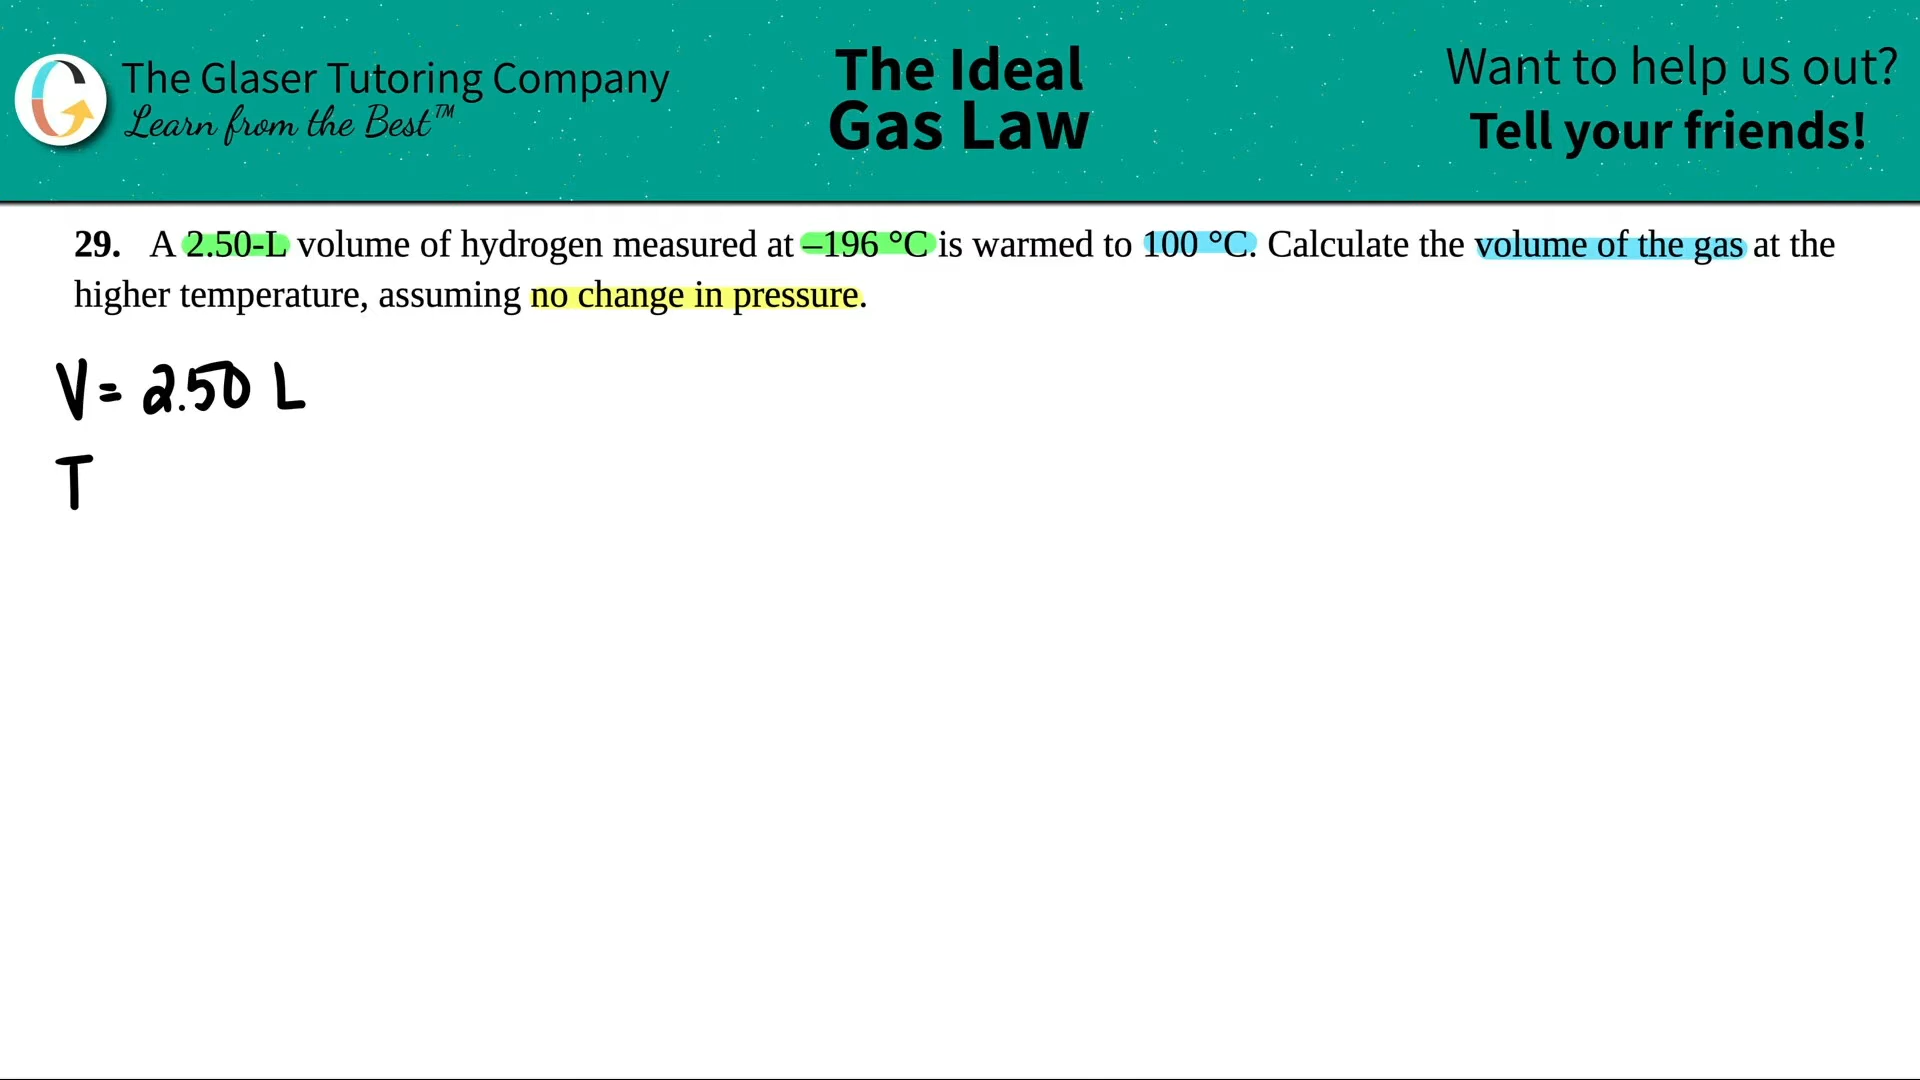 The Glaser Tutoring Company
Learn from the Best™
The Ideal
Gas Law
Want to help us out?
Tell your friends!
29. A 2.50-L volume of hydrogen measured at –196 °C is warmed to 100 °C. Calculate the volume of the gas at the
higher temperature, assuming no change in pressure.
V= 2.50 L
T